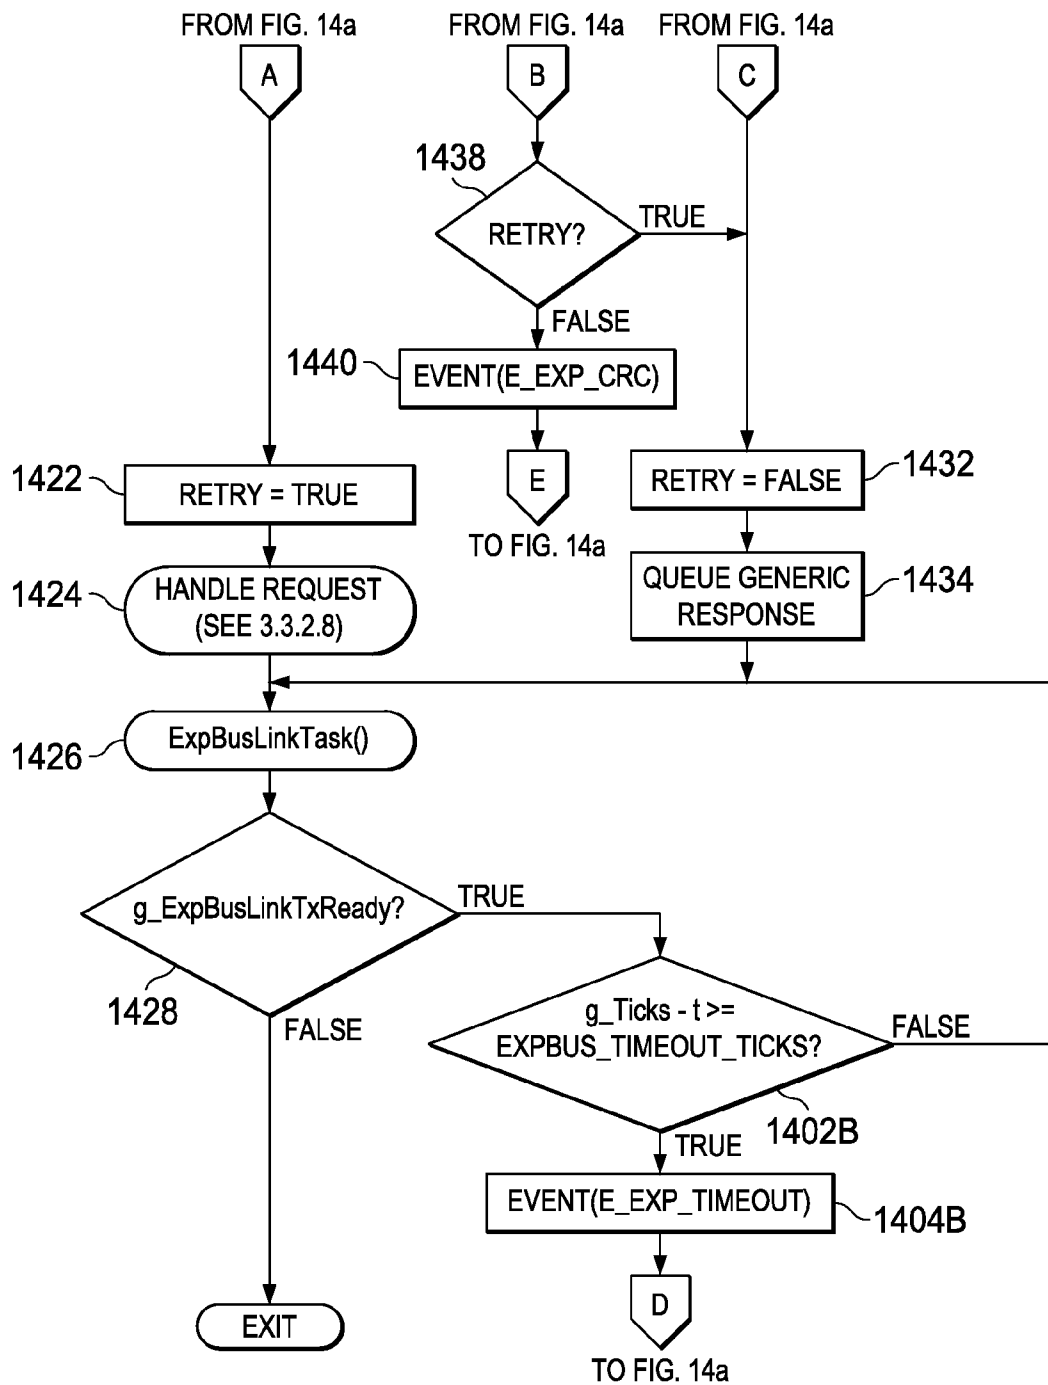 FROM FIG. 14a
FROM FIG. 14a
FROM FIG. 14a
A
B
C
1438
RETRY?
TRUE
FALSE
1440
EVENT(E_EXP_CRC)
1422
RETRY = TRUE
E
RETRY = FALSE
1432
TO FIG. 14a
1424
HANDLE REQUEST
(SEE 3.3.2.8)
QUEUE GENERIC
RESPONSE
1434
1426
ExpBusLinkTask()
g_ExpBusLinkTxReady?
TRUE
1428
FALSE
g_Ticks - t >=
EXPBUS_TIMEOUT_TICKS?
FALSE
1402B
TRUE
EVENT(E_EXP_TIMEOUT)
1404B
EXIT
D
TO FIG. 14a